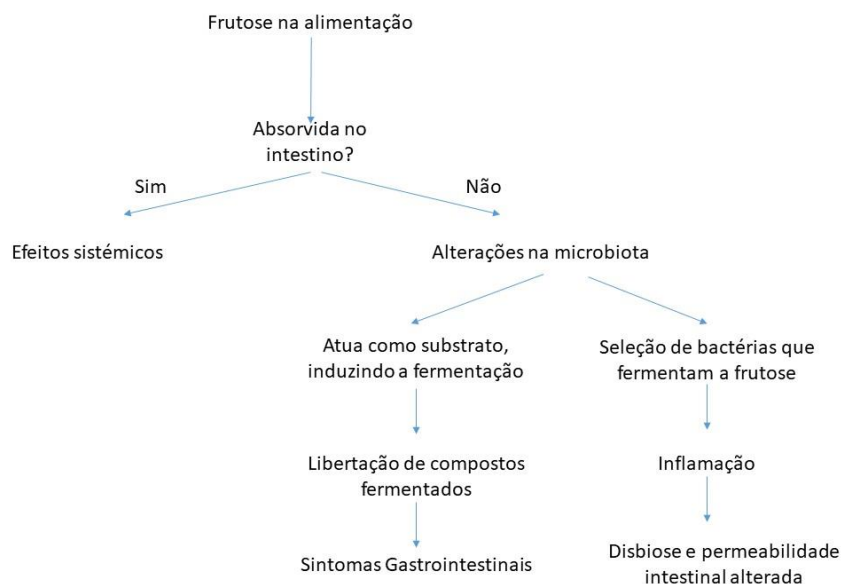 Frutose na alimentação
Absorvida no
intestino?
Sim
Não
Efeitos sistémicos
Alterações na microbiota
Atua como substrato,
induzindo a fermentação
Seleção de bactérias que
fermentam a frutose
Libertação de compostos
fermentados
Inflamação
Sintomas Gastrointestinais
Disbiose e permeabilidade
intestinal alterada